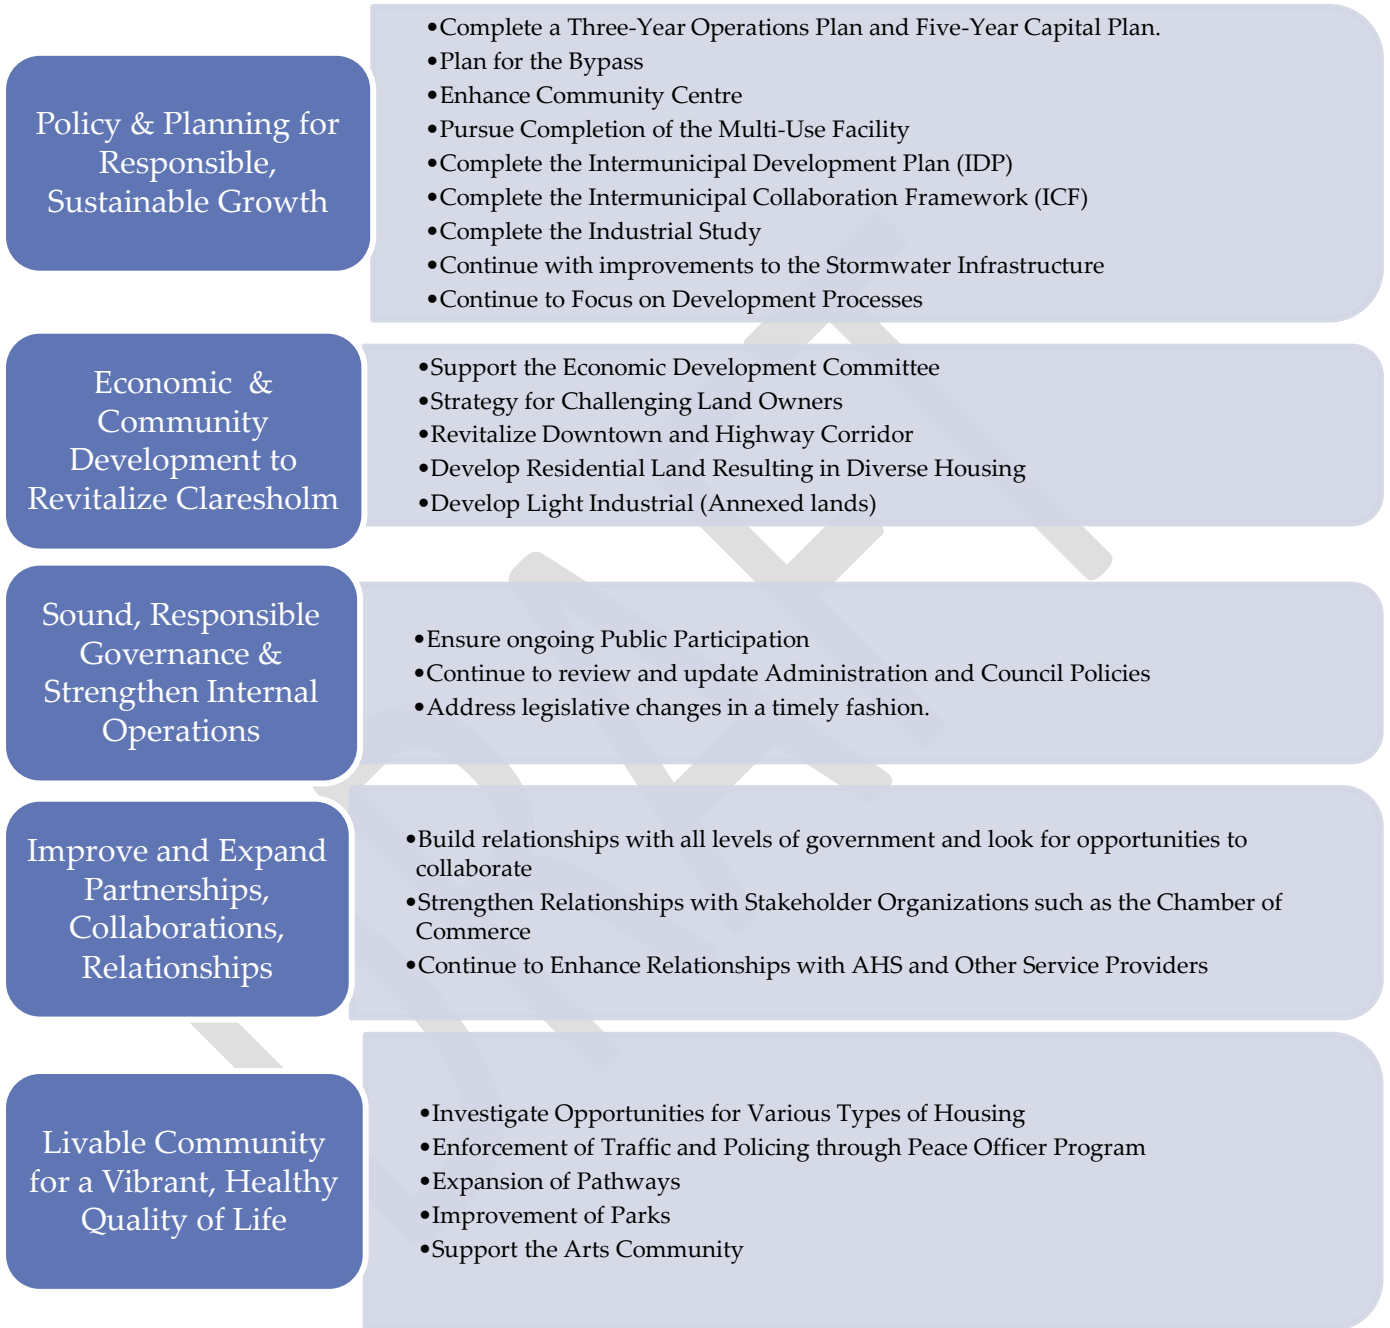 Policy & Planning for
Responsible,
Sustainable Growth
•Complete a Three-Year Operations Plan and Five-Year Capital Plan.
•Plan for the Bypass
•Enhance Community Centre
•Pursue Completion of the Multi-Use Facility
•Complete the Intermunicipal Development Plan (IDP)
•Complete the Intermunicipal Collaboration Framework (ICF)
•Complete the Industrial Study
•Continue with improvements to the Stormwater Infrastructure
•Continue to Focus on Development Processes
Economic &
Community
Development to
Revitalize Claresholm
•Support the Economic Development Committee
•Strategy for Challenging Land Owners
•Revitalize Downtown and Highway Corridor
•Develop Residential Land Resulting in Diverse Housing
•Develop Light Industrial (Annexed lands)
Sound, Responsible
Governance &
Strengthen Internal
Operations
•Ensure ongoing Public Participation
•Continue to review and update Administration and Council Policies
•Address legislative changes in a timely fashion.
Improve and Expand
Partnerships,
Collaborations,
Relationships
•Build relationships with all levels of government and look for opportunities to
collaborate
•Strengthen Relationships with Stakeholder Organizations such as the Chamber of
Commerce
•Continue to Enhance Relationships with AHS and Other Service Providers
Livable Community
for a Vibrant, Healthy
Quality of Life
•Investigate Opportunities for Various Types of Housing
•Enforcement of Traffic and Policing through Peace Officer Program
•Expansion of Pathways
•Improvement of Parks
•Support the Arts Community
DRAFT